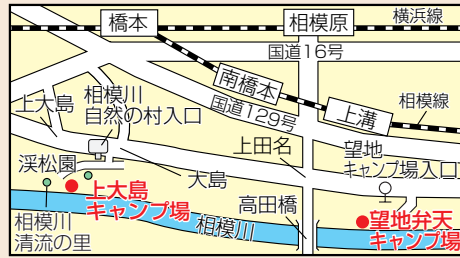 橋本
相模原
横浜線
国道16号
南橋本
国道129号
上溝
相模線
上大島
相模川
自然の村入口
上田名
望地
キャンプ場入口
渓松園
大島
上大島
キャンプ場
高田橋
望地弁天
キャンプ場
相模川
清流の里
相模川